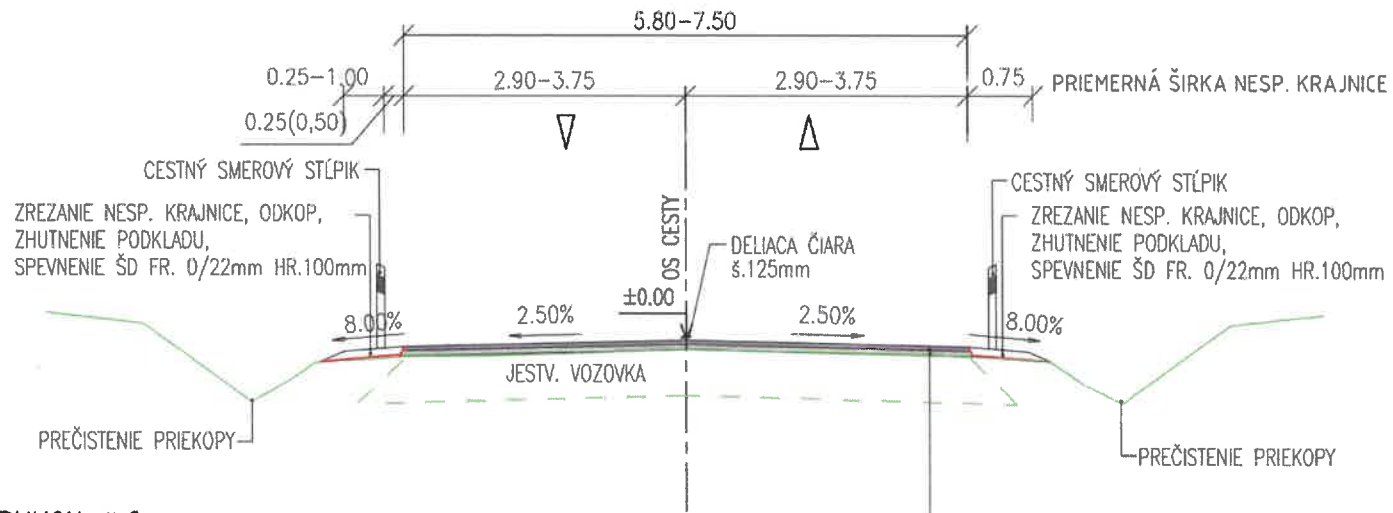 5.80-7.50
0.25-1,00
2.90-3.75
2.90-3.75
0.75
PRIEMERNÁ ŠIRKA NESP. KRAJNICE
0.25(0,50)
CESTNÝ SMEROVÝ STĹPIK
CESTNÝ SMEROVÝ STĹPIK
ZREZANIE NESP. KRAJNICE, ODKOP,
ZHUTNENIE PODKLADU,
SPEVNENIE ŠD FR. 0/22mm HR.100mm
OS CESTY
DELIACA ČIARA
š.125mm
ZREZANIE NESP. KRAJNICE, ODKOP,
ZHUTNENIE PODKLADU,
SPEVNENIE ŠD FR. 0/22mm HR.100mm
±0.00
8.00%
2.50%
2.50%
8.00%
JESTV. VOZOVKA
PREČISTENIE PRIEKOPY
PREČISTENIE PRIEKOPY